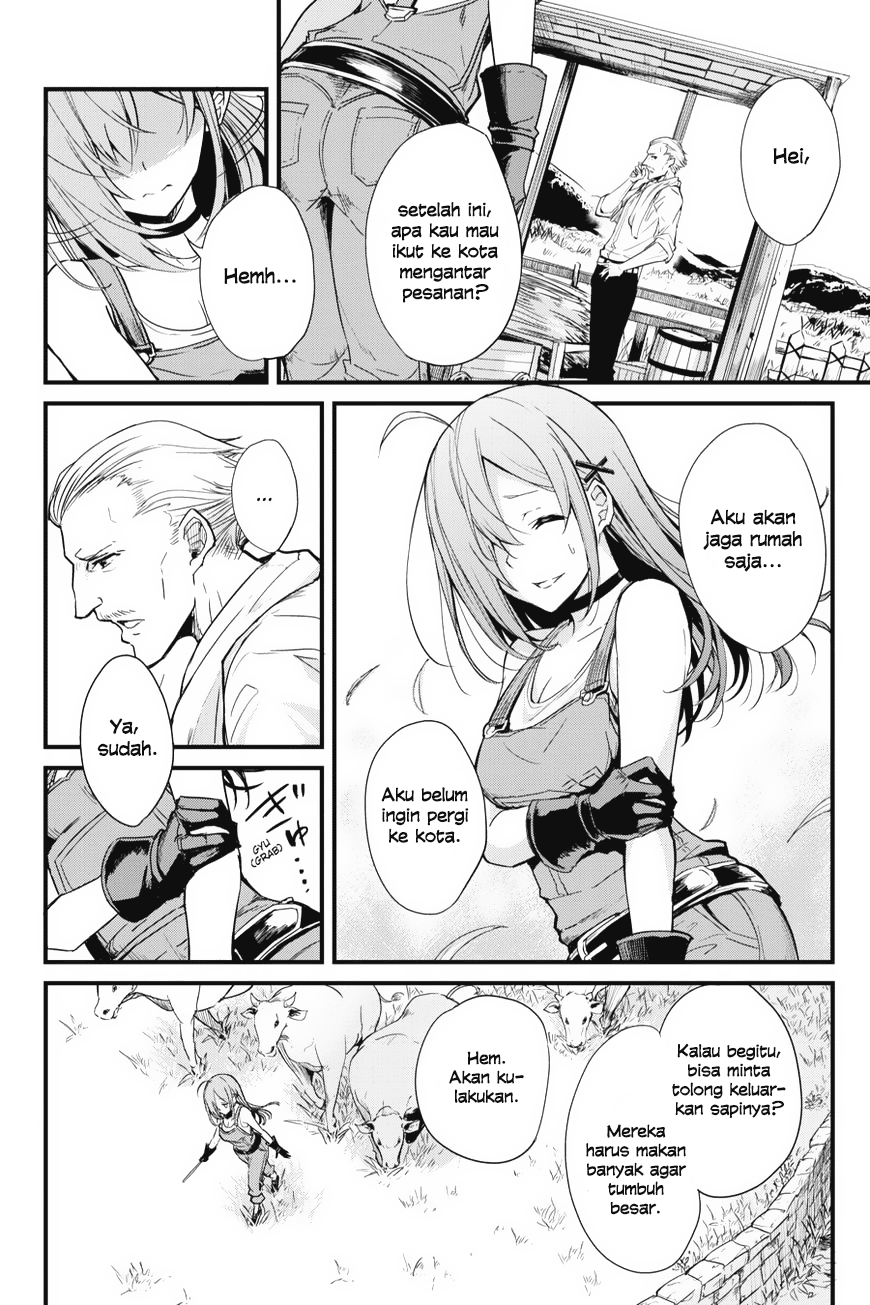 Hei,
setelah ini,
apa kau mau
ikut ke kota
mengantar
pesanan?
Hemh...
Aku akan
jaga rumah
saja...
Aku belum
ingin pergi
ke kota.
...
Ya,
sudah.
ギュ......
GYU
(GRAB)
Kalau begitu,
bisa minta
tolong keluar-
kan sapinya?
Mereka
harus makan
banyak agar
tumbuh
besar.
Hem.
Akan ku-
lakukan.